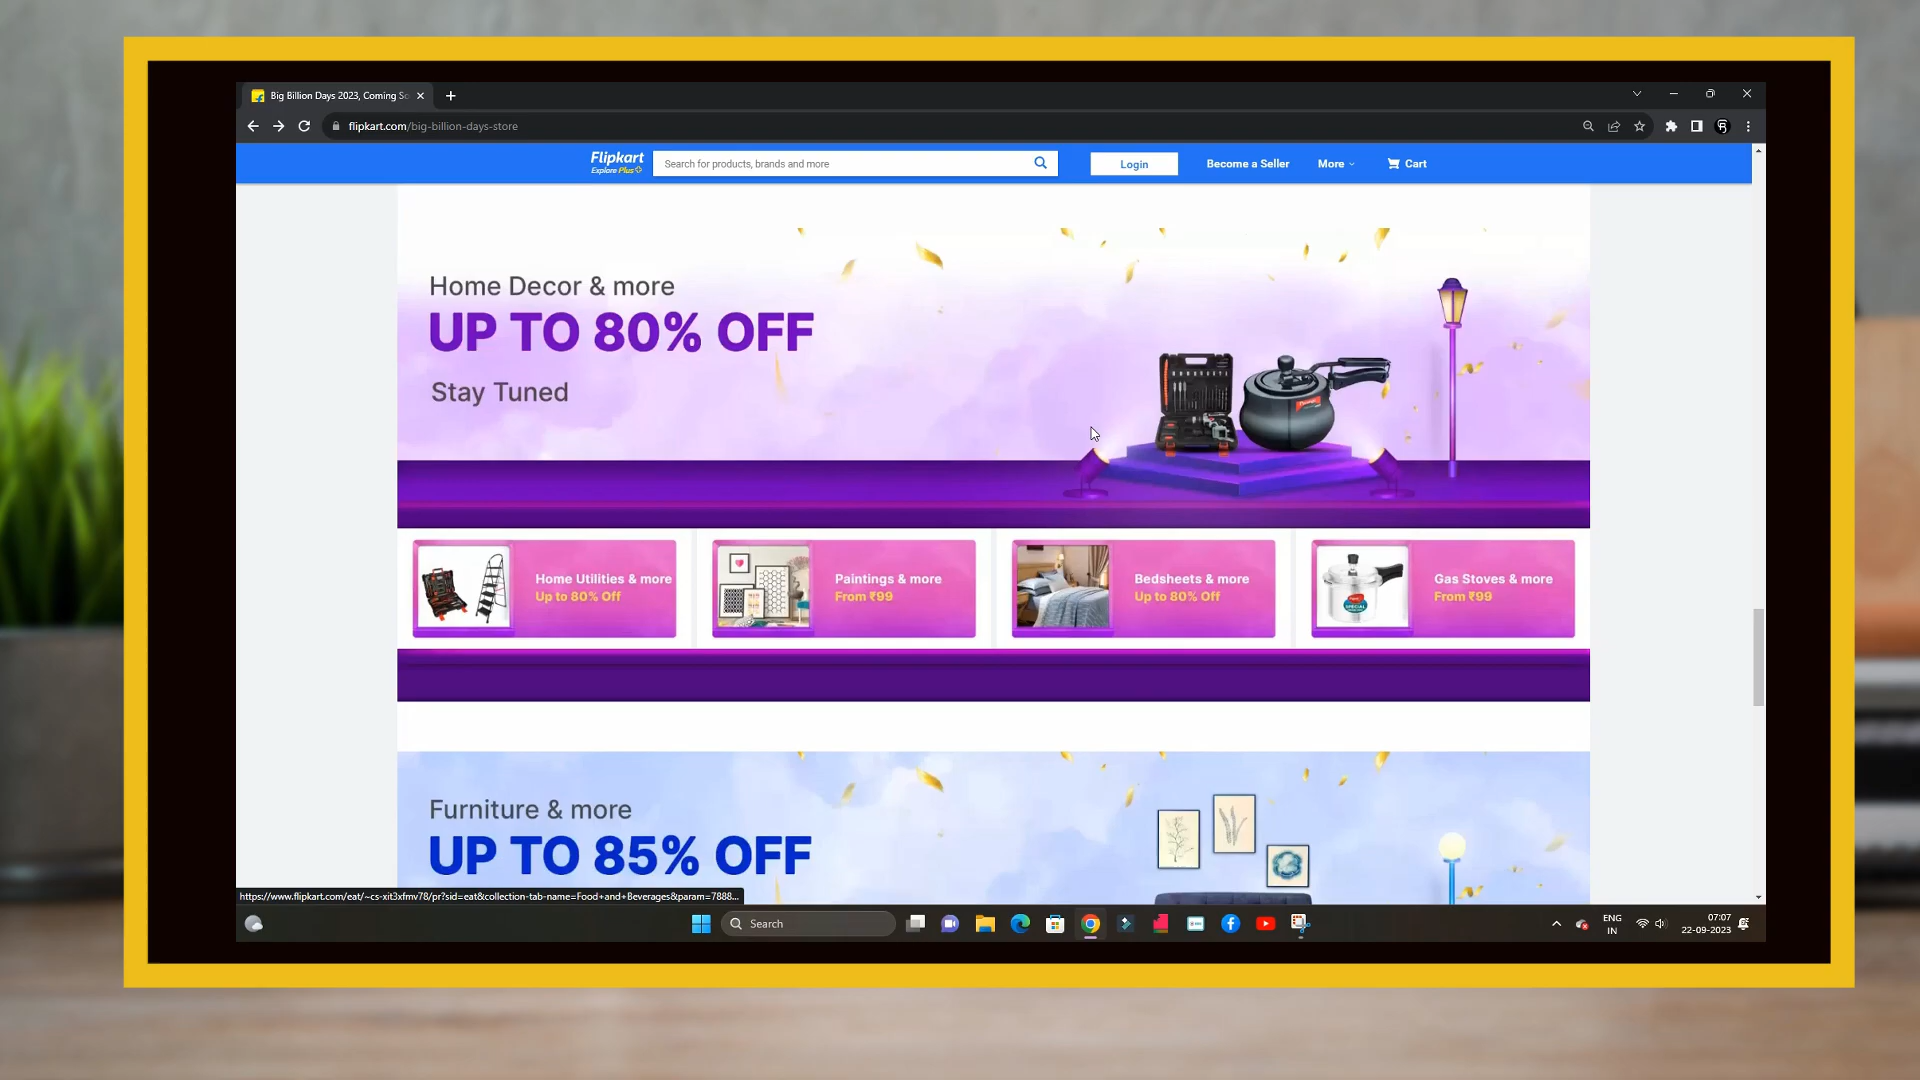 Big Billion Days 2023, Coming So
flipkart.com/big-billion-days-store
Flipkart
Explore Plus
Search for products, brands and more
Login
Become a Seller
More
Cart
Home Decor & more
UP TO 80% OFF
Stay Tuned
Home Utilities & more
Up to 80% Off
Paintings & more
From ₹99
Bedsheets & more
Up to 80% Off
Gas Stoves & more
From ₹99
Furniture & more
UP TO 85% OFF
https://www.flipkart.com/eat/~cs-xit3xfmv78/pr?sid=eat&collection-tab-name=Food+and+Beverages&param=7888...
Search
ENG
IN
07:07
22-09-2023